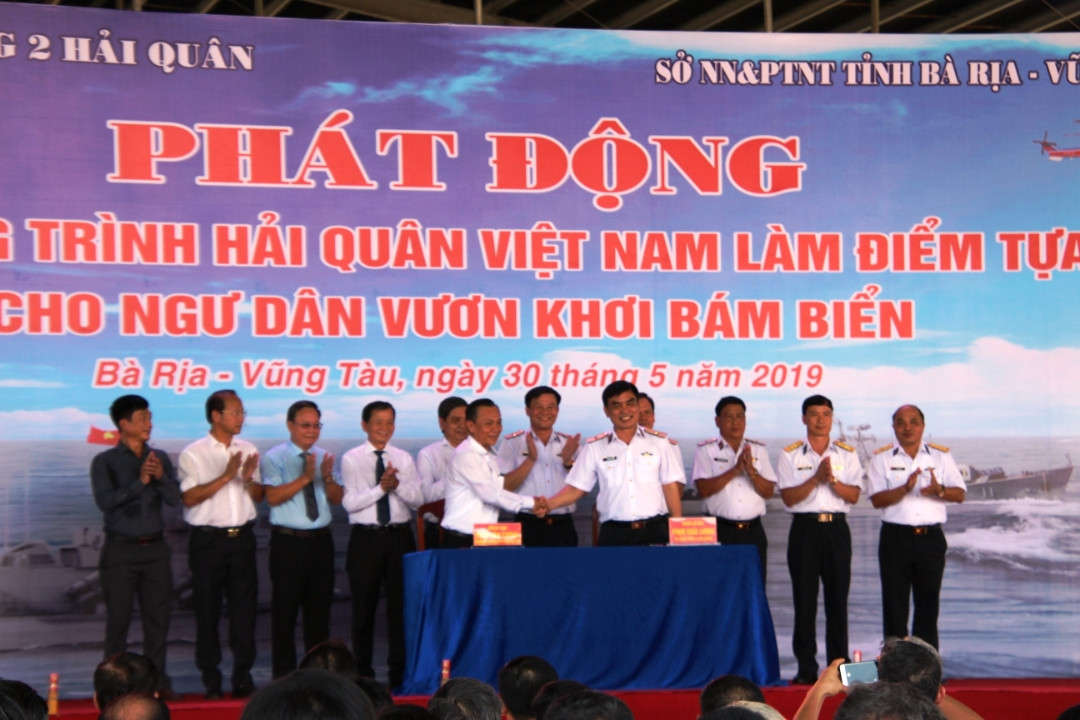 G 2 HẢI QUÂN
SỞ NN&PTNT TỈNH BÀ RỊA - VŨ
PHÁT ĐỘNG
G TRÌNH HẢI QUÂN VIỆT NAM LÀM ĐIỂM TỰA
CHO NGƯ DÂN VƯƠN KHƠI BÁM BIỂN
Bà Rịa - Vũng Tàu, ngày 30 tháng 5 năm 2019